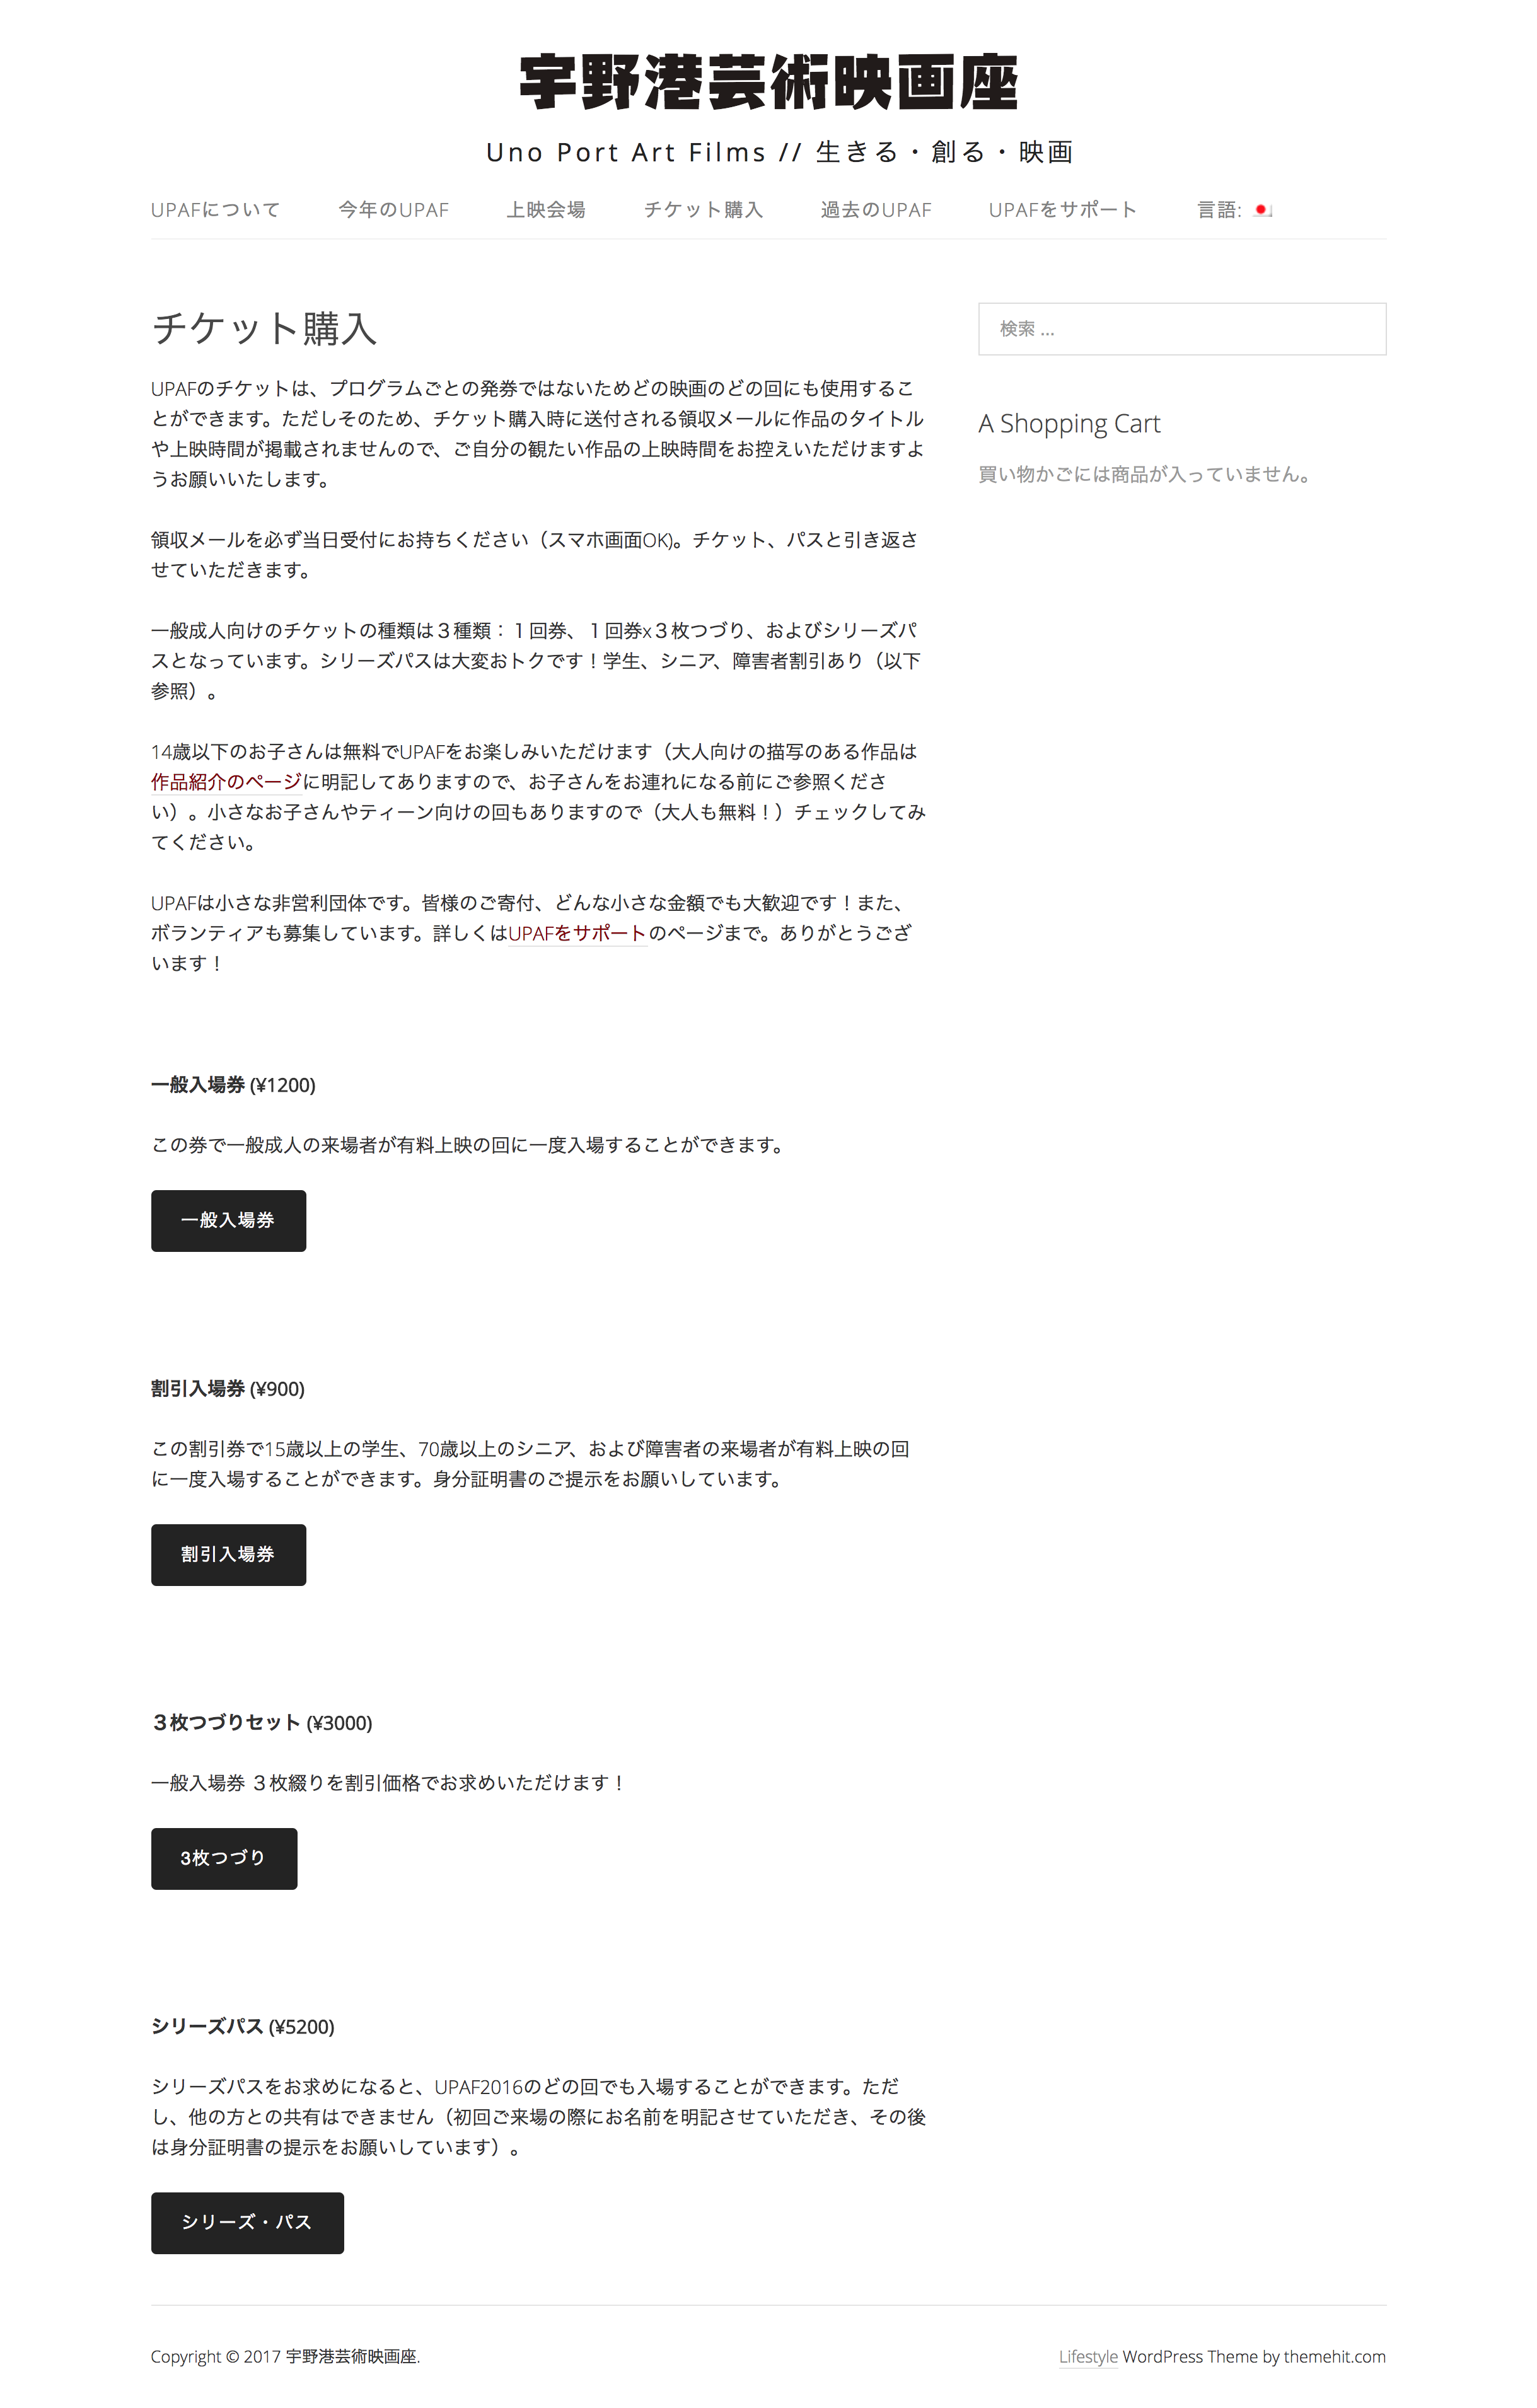 宇野港芸術映画座
Uno Port Art Films // 生きる・創る・映画
UPAFについて 今年のUPAF 上映会場 チケット購入 過去のUPAF UPAFをサポート 言語:
チケット購入
UPAFのチケットは、プログラムごとの発券ではないためどの映画のどの回にも使用するこ
とができます。ただしそのため、チケット購入時に送付される領収メールに作品のタイトル
や上映時間が掲載されませんので、ご自分の観たい作品の上映時間をお控えいただけますよ
うお願いいたします。
領収メールを必ず当日受付にお持ちください（スマホ画面OK)。チケット、パスと引き返さ
せていただきます。
一般成人向けのチケットの種類は３種類：１回券、１回券x３枚つづり、およびシリーズパ
スとなっています。シリーズパスは大変おトクです！学生、シニア、障害者割引あり（以下
参照）。
14歳以下のお子さんは無料でUPAFをお楽しみいただけます（大人向けの描写のある作品は
作品紹介のページに明記してありますので、お子さんをお連れになる前にご参照くださ
い）。小さなお子さんやティーン向けの回もありますので（大人も無料！）チェックしてみ
てください。
UPAFは小さな非営利団体です。皆様のご寄付、どんな小さな金額でも大歓迎です！また、
ボランティアも募集しています。詳しくはUPAFをサポートのページまで。ありがとうござ
います！
一般入場券 (¥1200)
この券で一般成人の来場者が有料上映の回に一度入場することができます。
一般入場券
割引入場券 (¥900)
この割引券で15歳以上の学生、70歳以上のシニア、および障害者の来場者が有料上映の回
に一度入場することができます。身分証明書のご提示をお願いしています。
割引入場券
３枚つづりセット (¥3000)
一般入場券 ３枚綴りを割引価格でお求めいただけます！
3枚つづり
シリーズパス (¥5200)
シリーズパスをお求めになると、UPAF2016のどの回でも入場することができます。ただ
し、他の方との共有はできません（初回ご来場の際にお名前を明記させていただき、その後
は身分証明書の提示をお願いしています）。
シリーズ・パス
検索 ...
A Shopping Cart
買い物かごには商品が入っていません。
Copyright © 2017 宇野港芸術映画座.
Lifestyle WordPress Theme by themehit.com